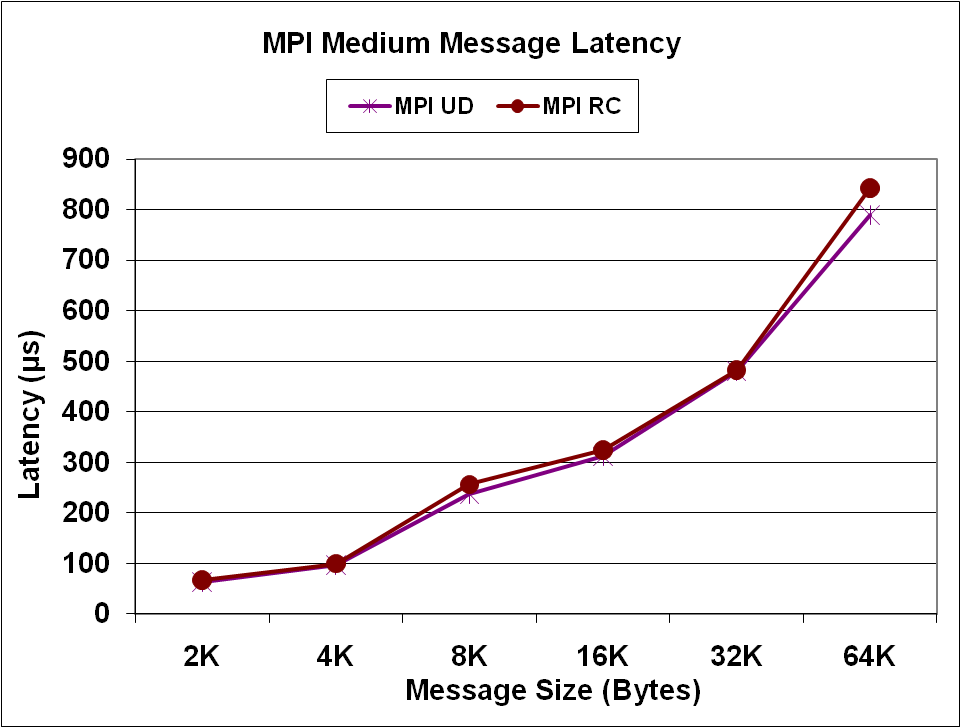 MPI Medium Message Latency
MPI UD MPI RC
900
800
700
600
500
400
300
200
100
0
Latency (µs)
2K 4K 8K 16K 32K 64K
Message Size (Bytes)